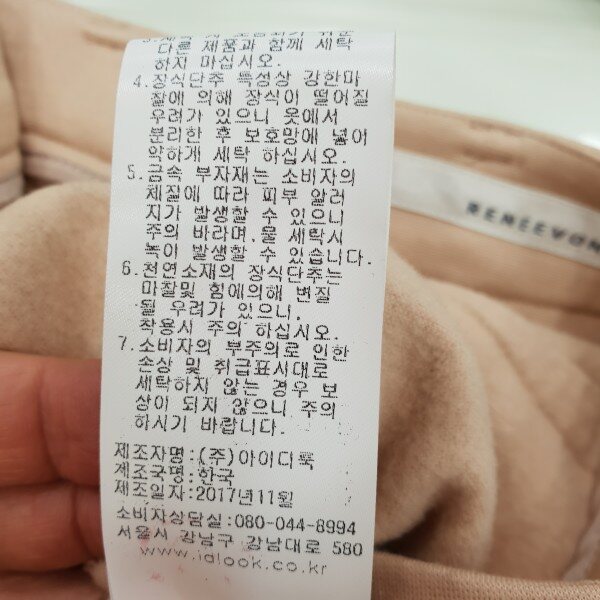 다른 제품과 함께 세탁
하지 마십시오.
4.장식단추 특성상 강한마
찰에 의해 장식이 떨어질
우려가 있으니 옷에서
분리한 후 보호망에 넣어
약하게 세탁 하십시오.
5.금속 부자재는 소비자의
체질에 따라 피부 알러
지가 발생할 수 있으니
주의 바라며,물 세탁시
녹이 발생할 수 있습니다.
6.천연소재의 장식단추는
마찰및 힘에의해 변질
될 우려가 있으니,
착용시 주의 하십시오.
7.소비자의 부주의로 인한
손상 및 취급표시대로
세탁하지 않는 경우 보
상이 되지 않으니 주의
하시기 바랍니다.
제조자명:(주)아이디룩
제조국명:한국
제조일자:2017년11월
소비자상담실:080-044-8994
서울시 강남구 강남대로 580
www.idlook.co.kr
RENEEVON